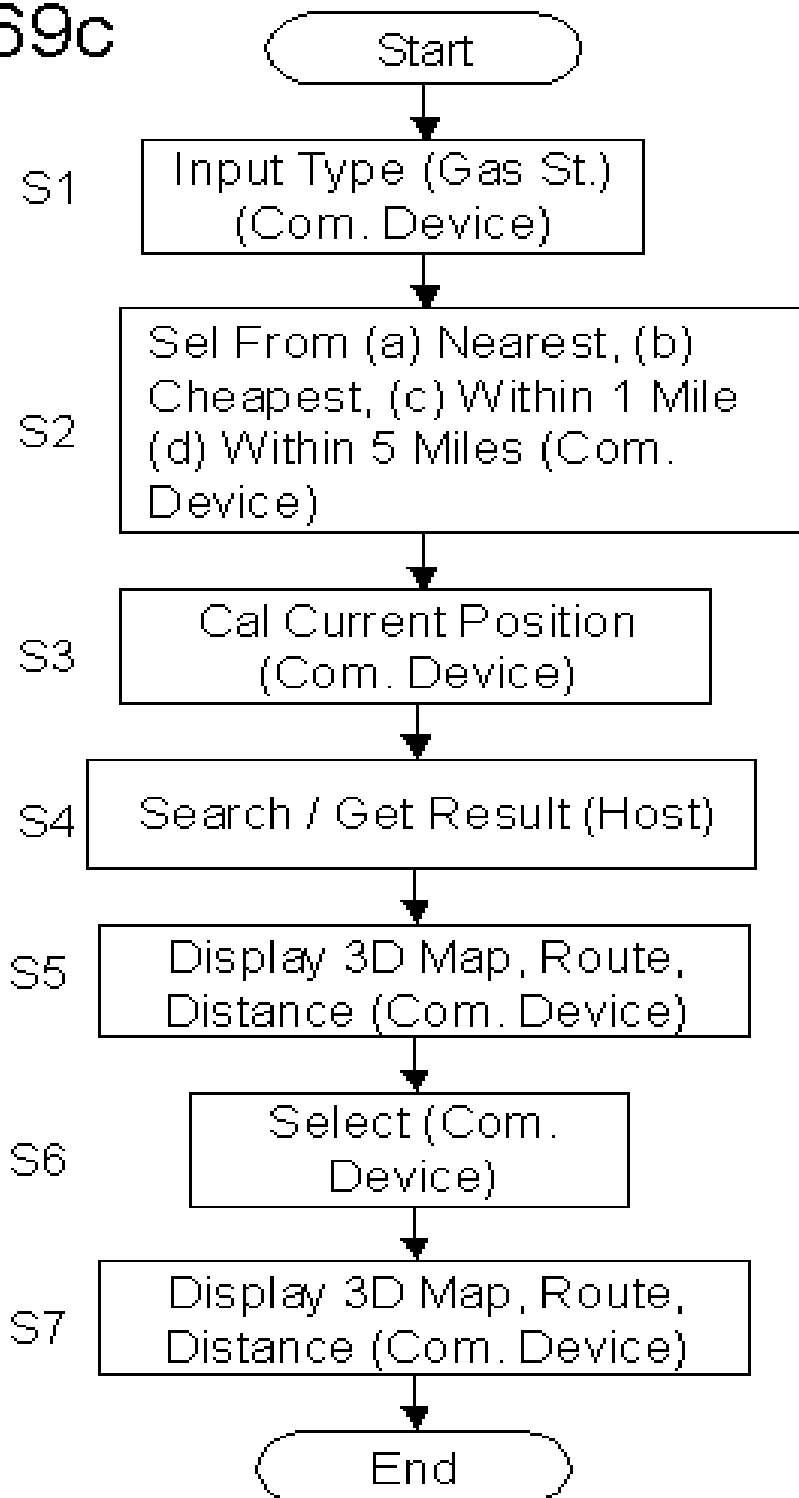 69c
Start
S1
Input Type (Gas St.)
(Com. Device)
S2
Sel From (a) Nearest, (b)
Cheapest, (c) Within 1 Mile
(d) Within 5 Miles (Com.
Device)
S3
Cal Current Position
(Com. Device)
S4
Search / Get Result (Host)
S5
Display 3D Map, Route,
Distance (Com. Device)
S6
Select (Com.
Device)
S7
Display 3D Map, Route,
Distance (Com. Device)
End